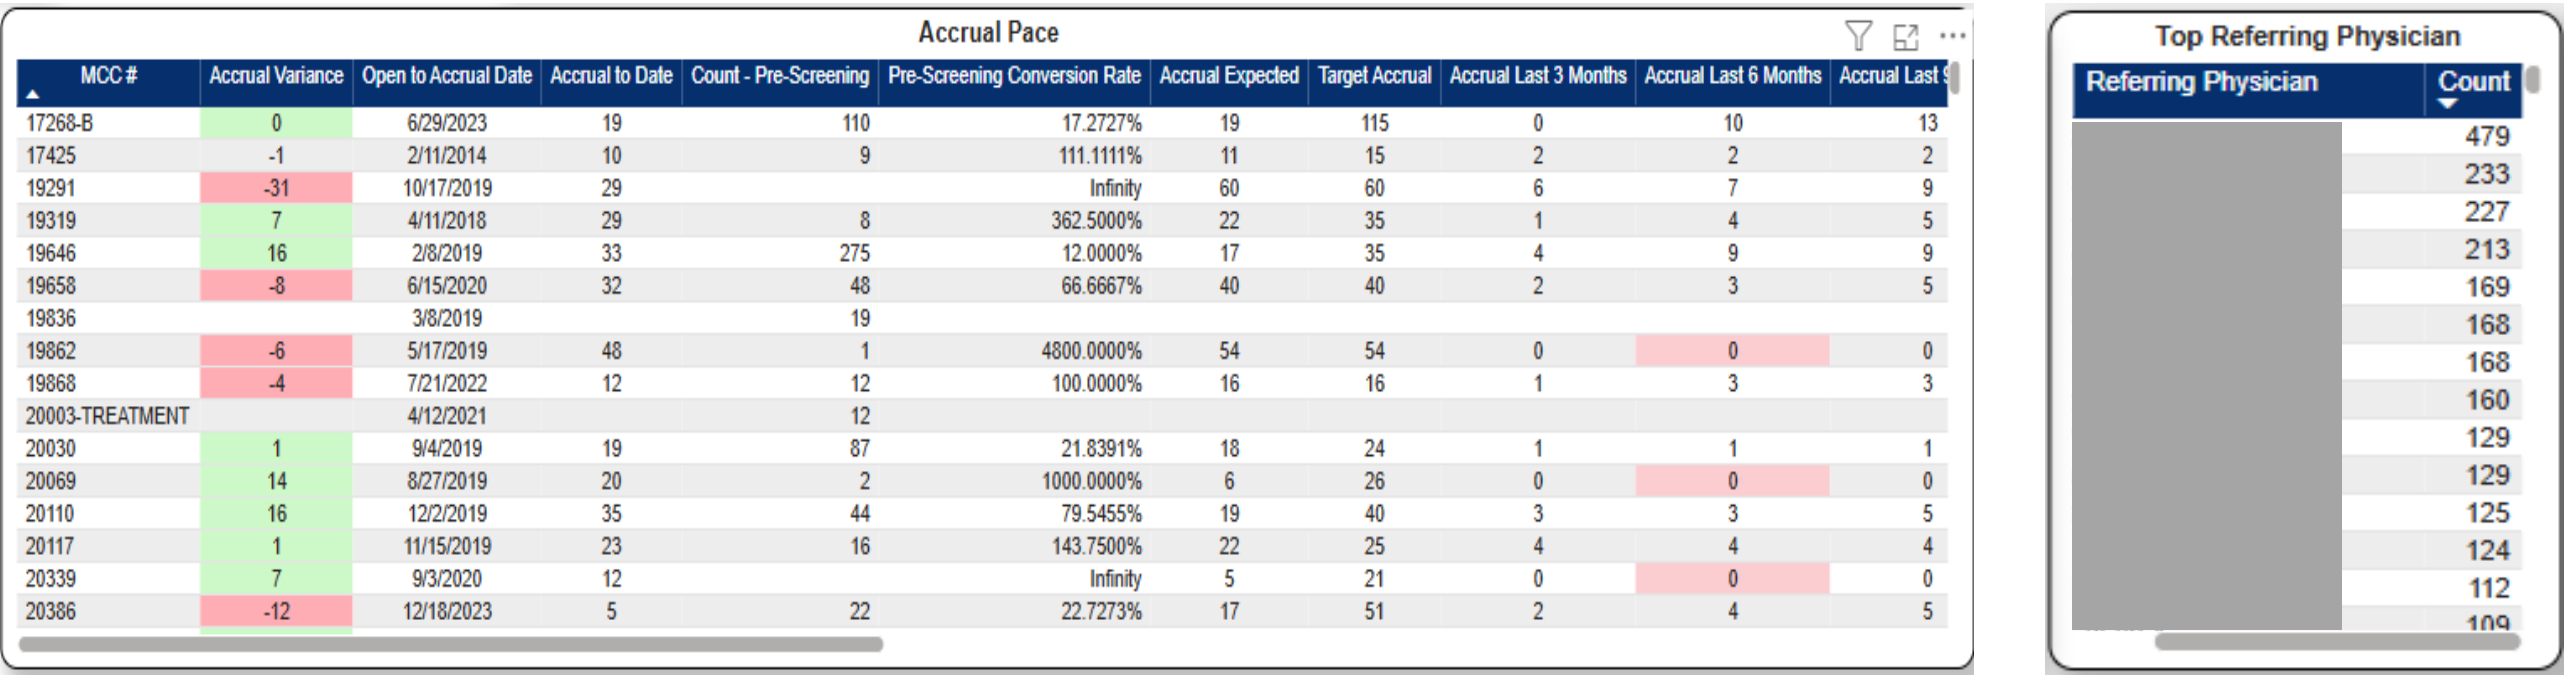 Accrual Pace
MCC # Accrual Variance Open to Accrual Date Accrual to Date Count - Pre-Screening Pre-Screening Conversion Rate Accrual Expected Target Accrual Accrual Last 3 Months Accrual Last 6 Months Accrual Last
17268-B 0 6/29/2023 19 110 17.2727% 19 115 0 10 13
17425 -1 2/11/2014 10 9 111.1111% 11 15 2 2 2
19291 -31 10/17/2019 29 Infinity 60 60 6 7 9
19319 7 4/11/2018 29 8 362.5000% 22 35 1 4 5
19646 16 2/8/2019 33 275 12.0000% 17 35 4 9 9
19658 -8 6/15/2020 32 48 66.6667% 40 40 2 3 5
19836 3/8/2019 19
19862 -6 5/17/2019 48 1 4800.0000% 54 54 0 0 0
19868 -4 7/21/2022 12 12 100.0000% 16 16 1 3 3
20003-TREATMENT 4/12/2021 12
20030 1 9/4/2019 19 87 21.8391% 18 24 1 1 1
20069 14 8/27/2019 20 2 1000.0000% 6 26 0 0 0
20110 16 12/2/2019 35 44 79.5455% 19 40 3 3 5
20117 1 11/15/2019 23 16 143.7500% 22 25 4 4 4
20339 7 9/3/2020 12 Infinity 5 21 0 0 0
20386 -12 12/18/2023 5 22 22.7273% 17 51 2 4 5
Top Referring Physician
Referring Physician Count
479
233
227
213
169
168
168
160
129
129
125
124
112
109